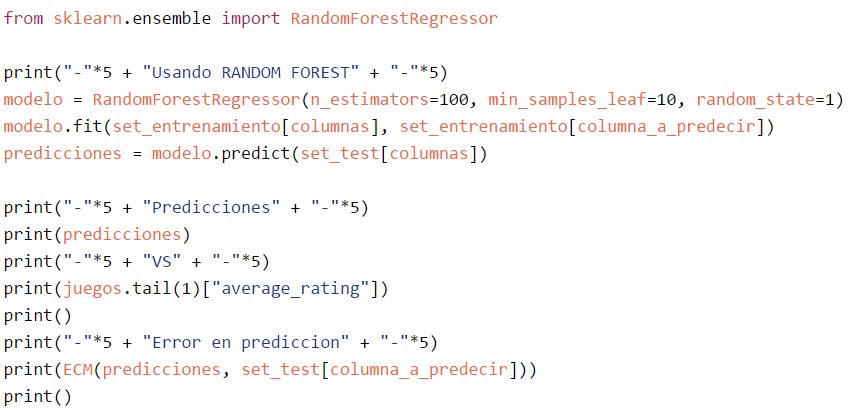 from sklearn.ensemble import RandomForestRegressor
print("-"*5 + "Usando RANDOM FOREST" + "-"*5)
modelo = RandomForestRegressor(n_estimators=100, min_samples_leaf=10, random_state=1)
modelo.fit(set_entrenamiento[columnas], set_entrenamiento[columna_a_predecir])
predicciones = modelo.predict(set_test[columnas])
print("-"*5 + "Predicciones" + "-"*5)
print(predicciones)
print("-"*5 + "VS" + "-"*5)
print(juegos.tail(1)["average_rating"])
print()
print("-"*5 + "Error en prediccion" + "-"*5)
print(ECM(predicciones, set_test[columna_a_predecir]))
print()